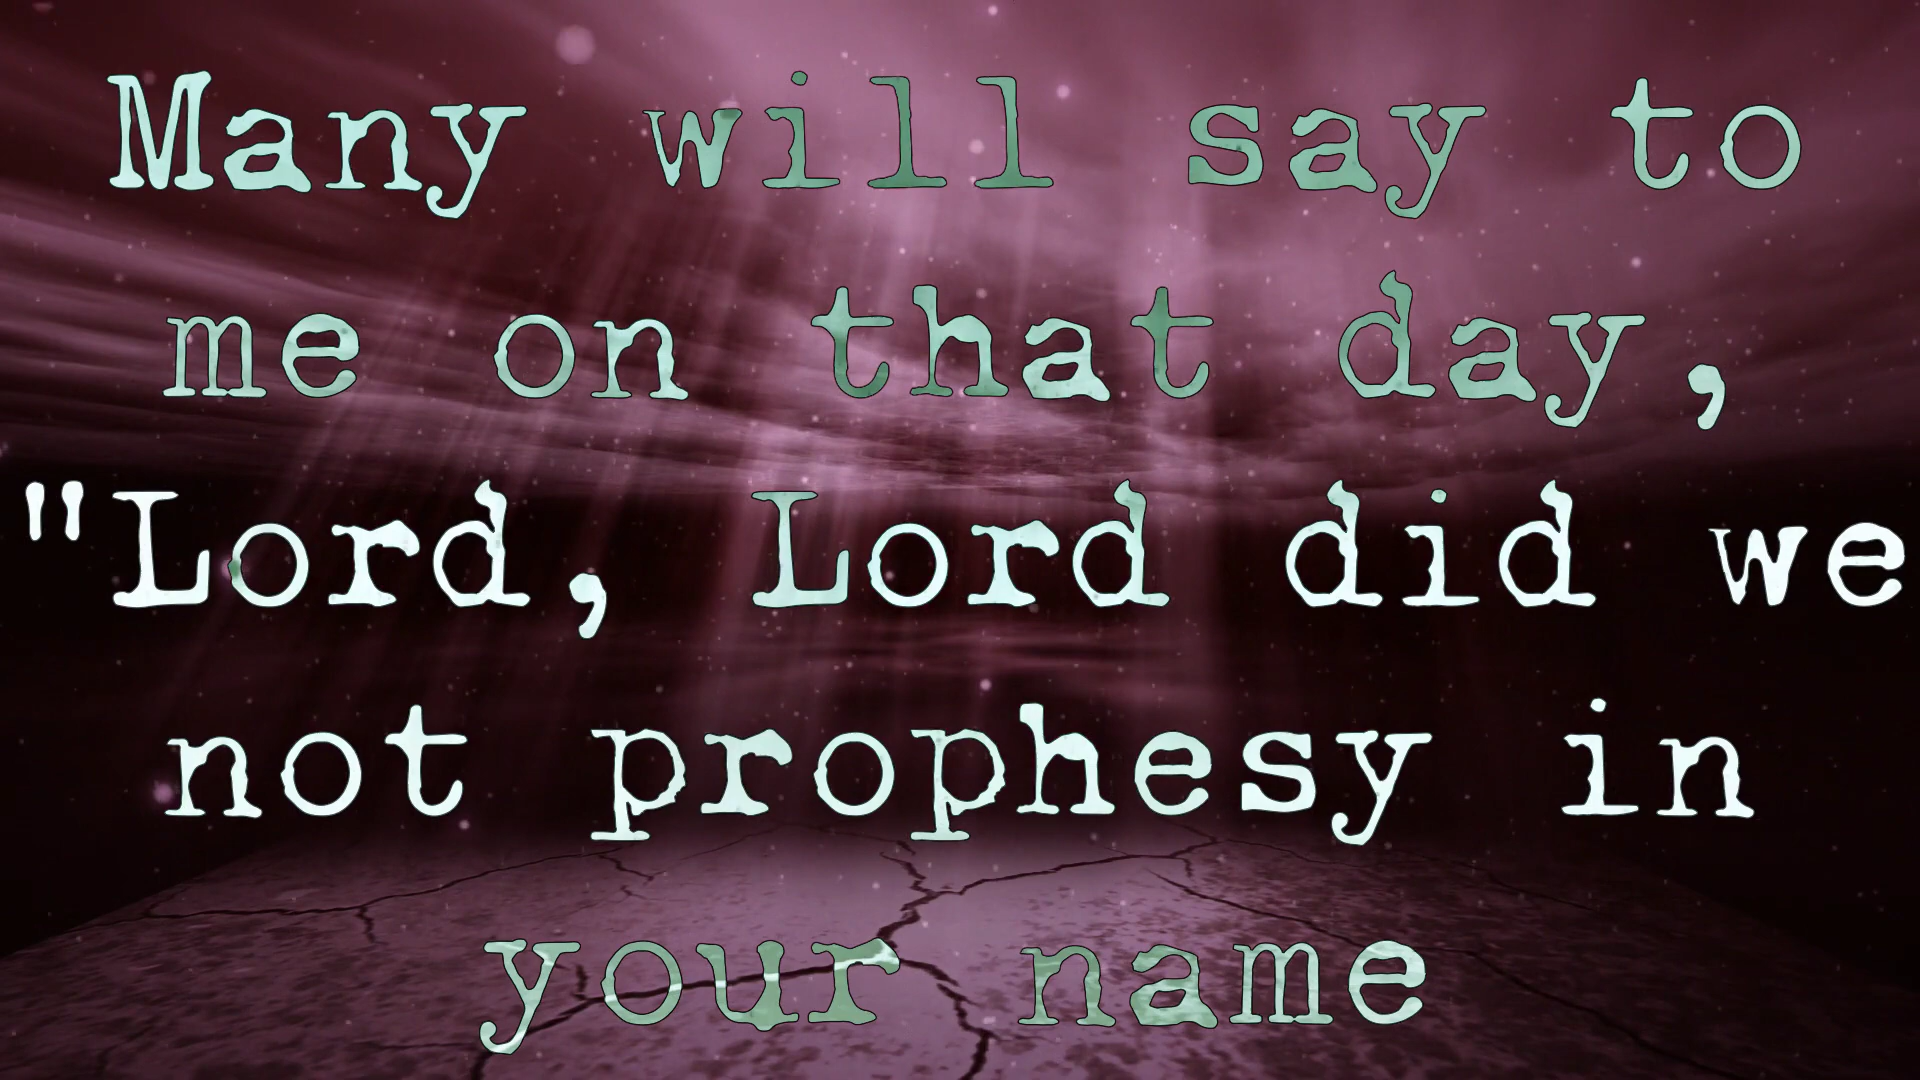 Many will say to
me on that day,
"Lord, Lord did we
not prophesy in
your name